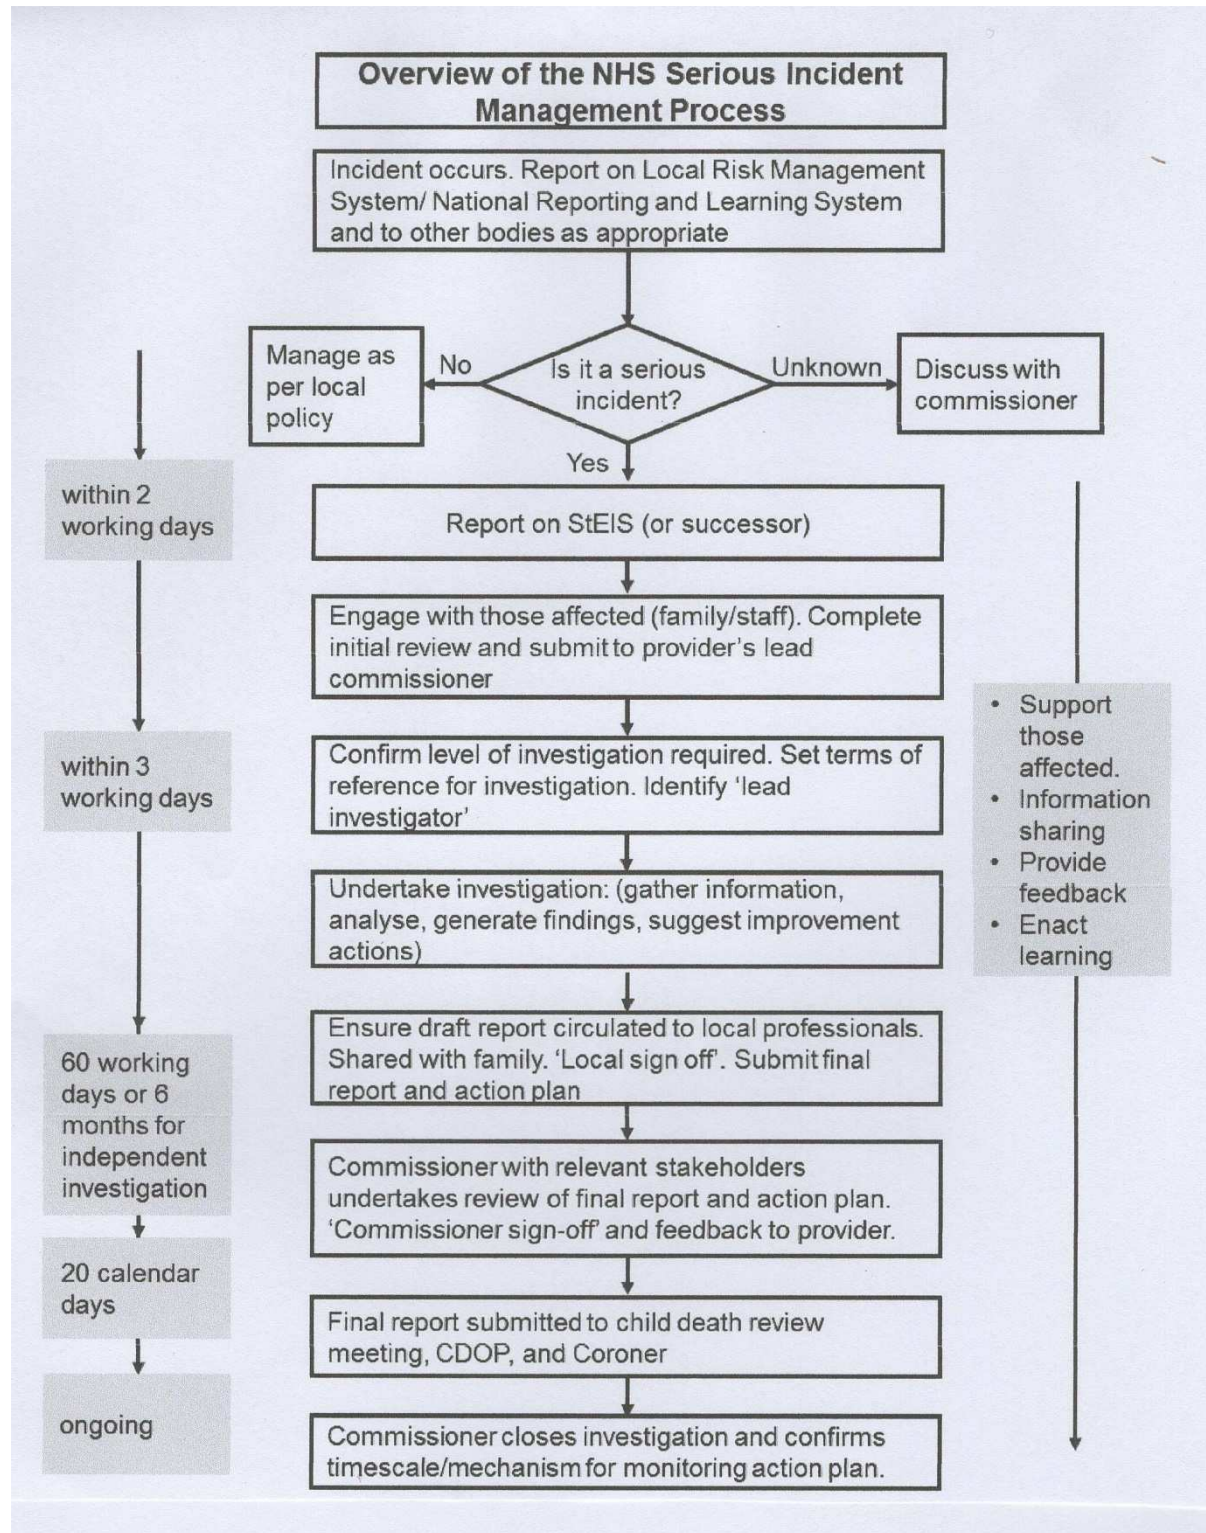 Overview of the NHS Serious Incident
Management Process
Incident occurs. Report on Local Risk Management
System/ National Reporting and Learning System
and to other bodies as appropriate
Manage as
per local
policy
No
Is it a serious
incident?
Unknown
Discuss with
commissioner
Yes
within 2
working days
Report on StEIS (or successor)
Engage with those affected (family/staff). Complete
initial review and submit to provider's lead
commissioner
within 3
working days
Confirm level of investigation required. Set terms of
reference for investigation. Identify 'lead
investigator'
Undertake investigation: (gather information,
analyse, generate findings, suggest improvement
actions)
• Support
those
affected.
• Information
sharing
• Provide
feedback
• Enact
learning
60 working
days or 6
months for
independent
investigation
Ensure draft report circulated to local professionals.
Shared with family. 'Local sign off'. Submit final
report and action plan
Commissioner with relevant stakeholders
undertakes review of final report and action plan.
'Commissioner sign-off' and feedback to provider.
20 calendar
days
Final report submitted to child death review
meeting, CDOP, and Coroner
ongoing
Commissioner closes investigation and confirms
timescale/mechanism for monitoring action plan.